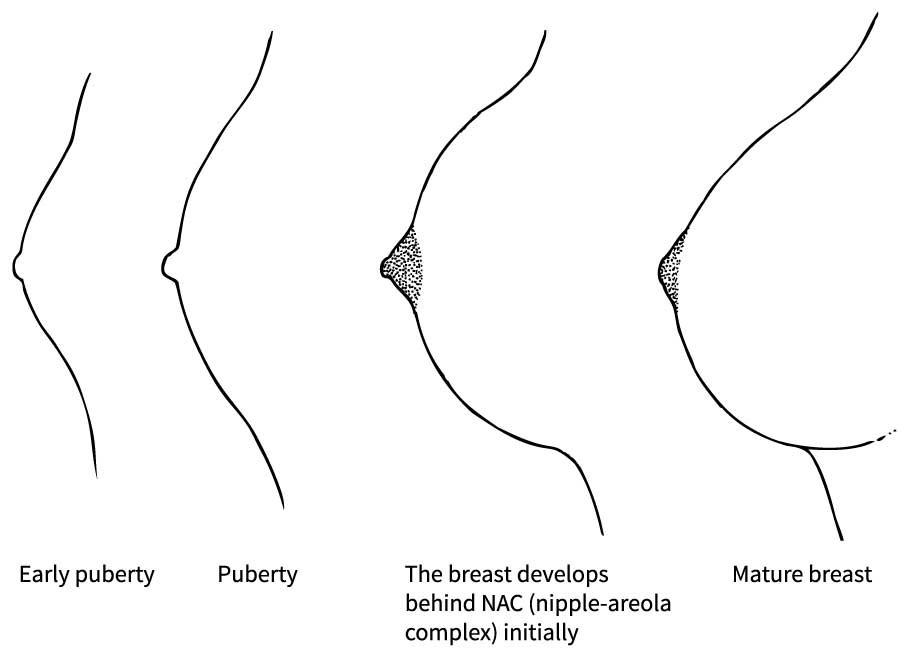 Early puberty
Puberty
The breast develops
behind NAC (nipple-areola
complex) initially
Mature breast